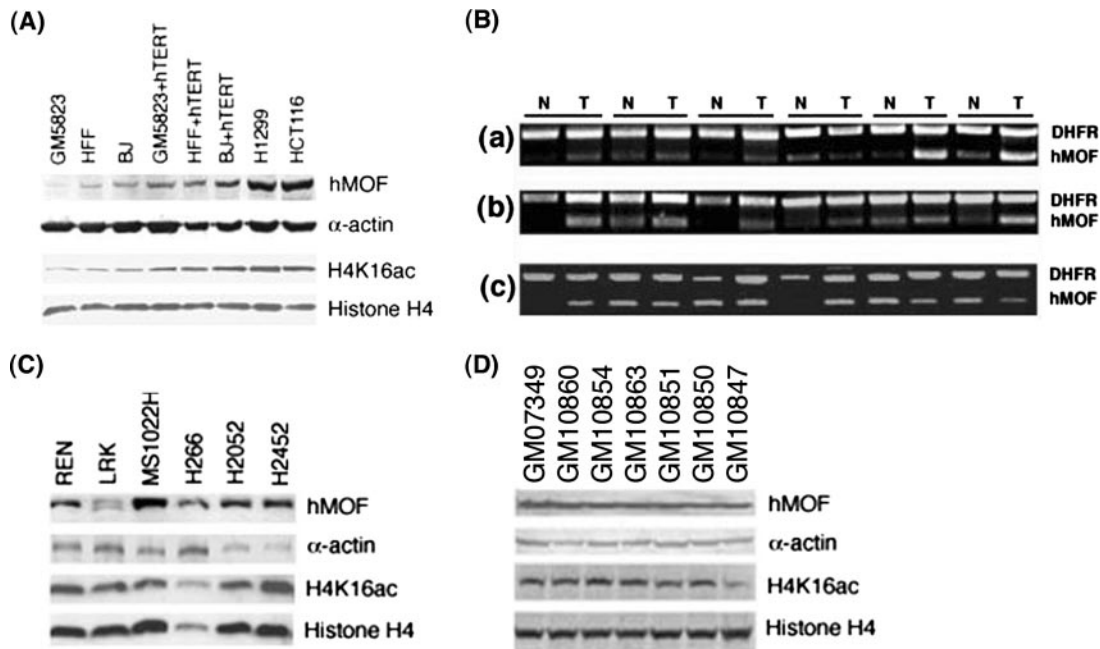 (A)
GM5823
HFF
BJ
GM5823+hTERT
HFF+hTERT
BJ+hTERT
H1299
HCT116
hMOF
α-actin
H4K16ac
Histone H4
(B)
N T N T N T N T N T N T
(a) DHFR
hMOF
(b) DHFR
hMOF
(c) DHFR
hMOF
(C)
REN
LRK
MS1022H
H266
H2052
H2452
hMOF
α-actin
H4K16ac
Histone H4
(D)
GM07349
GM10860
GM10854
GM10863
GM10851
GM10850
GM10847
hMOF
α-actin
H4K16ac
Histone H4